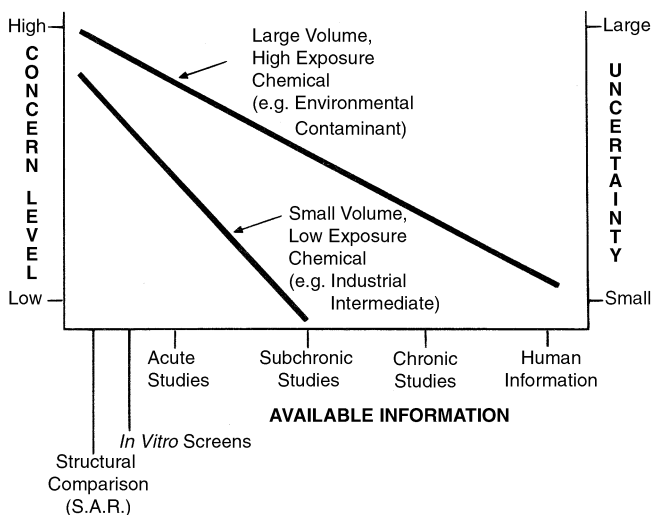 High
Large
CONCERN LEVEL
UNCERTAINTY
Large Volume,
High Exposure
Chemical
(e.g. Environmental
Contaminant)
Small Volume,
Low Exposure
Chemical
(e.g. Industrial
Intermediate)
Low
Small
Acute
Studies
Subchronic
Studies
Chronic
Studies
Human
Information
AVAILABLE INFORMATION
In Vitro Screens
Structural
Comparison
(S.A.R.)